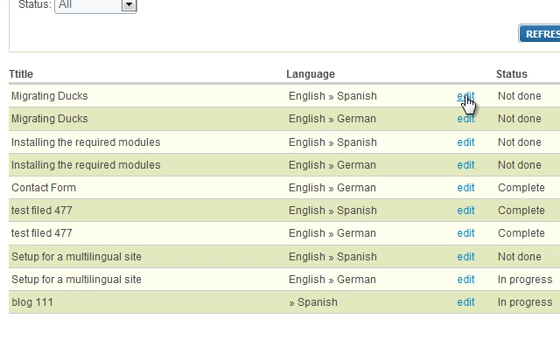 Status: All
REFRES
Ttitle Language Status
Migrating Ducks English » Spanish edit Not done
Migrating Ducks English » German edit Not done
Installing the required modules English » Spanish edit Not done
Installing the required modules English » German edit Not done
Contact Form English » German edit Complete
test filed 477 English » Spanish edit Complete
test filed 477 English » German edit Complete
Setup for a multilingual site English » Spanish edit Not done
Setup for a multilingual site English » German edit In progress
blog 111 » Spanish edit In progress